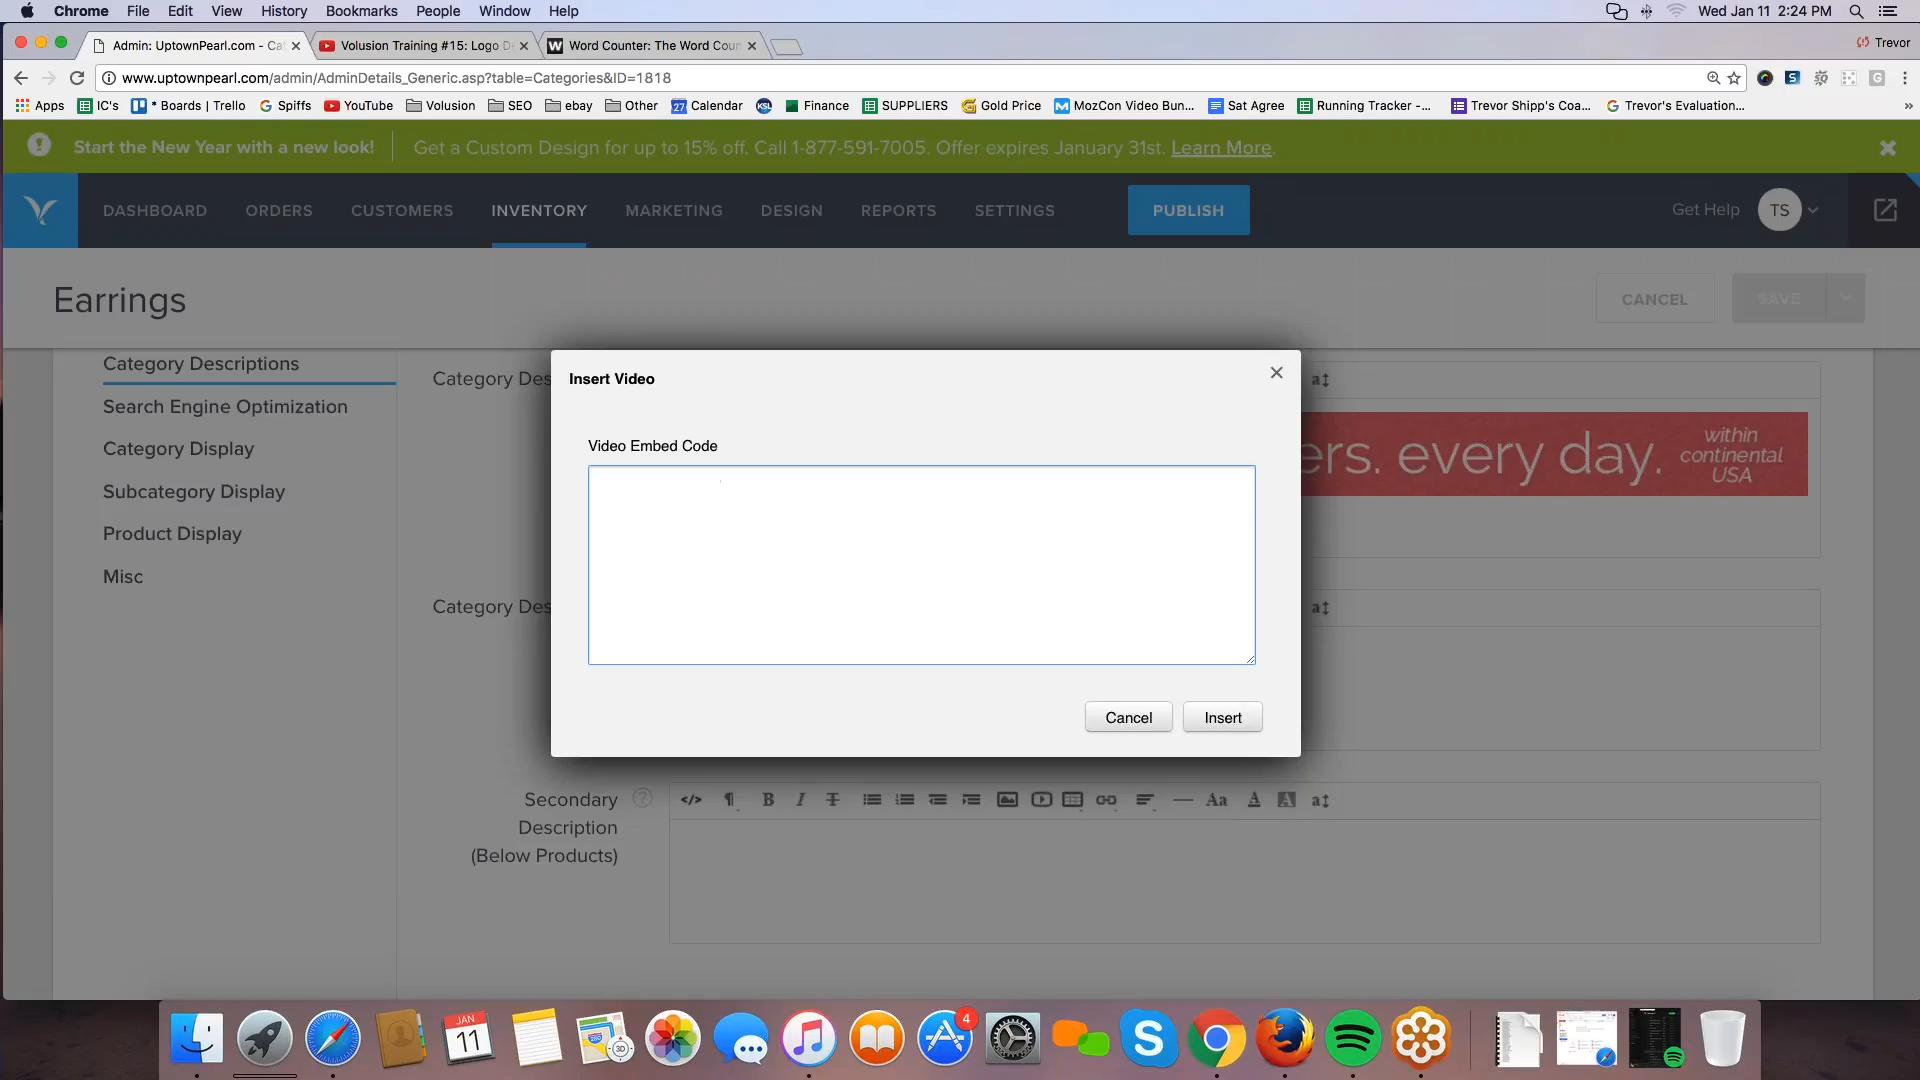 Chrome File Edit View History Bookmarks People Window Help Wed Jan 11 2:24 PM
Admin: UptownPearl.com - Ca
Volusion Training #15: Logo D
Word Counter: The Word Coun
Trevor
www.uptownpearl.com/admin/AdminDetails_Generic.asp?table=Categories&ID=1818
Apps IC's * Boards | Trello Spiffs YouTube Volusion SEO ebay Other 27 Calendar KSL Finance SUPPLIERS Gold Price MozCon Video Bun... Sat Agree Running Tracker -... Trevor Shipp's Coa... Trevor's Evaluation... »
Start the New Year with a new look! Get a Custom Design for up to 15% off. Call 1-877-591-7005. Offer expires January 31st. Learn More.
DASHBOARD ORDERS CUSTOMERS INVENTORY MARKETING DESIGN REPORTS SETTINGS PUBLISH Get Help TS
Earrings
CANCEL SAVE
Category Descriptions
Search Engine Optimization
Category Display
Subcategory Display
Product Display
Misc
Category Des
ers. every day.
within
continental
USA
Insert Video
Video Embed Code
Cancel Insert
Category Des
Secondary
Description
(Below Products)
JAN
11
4